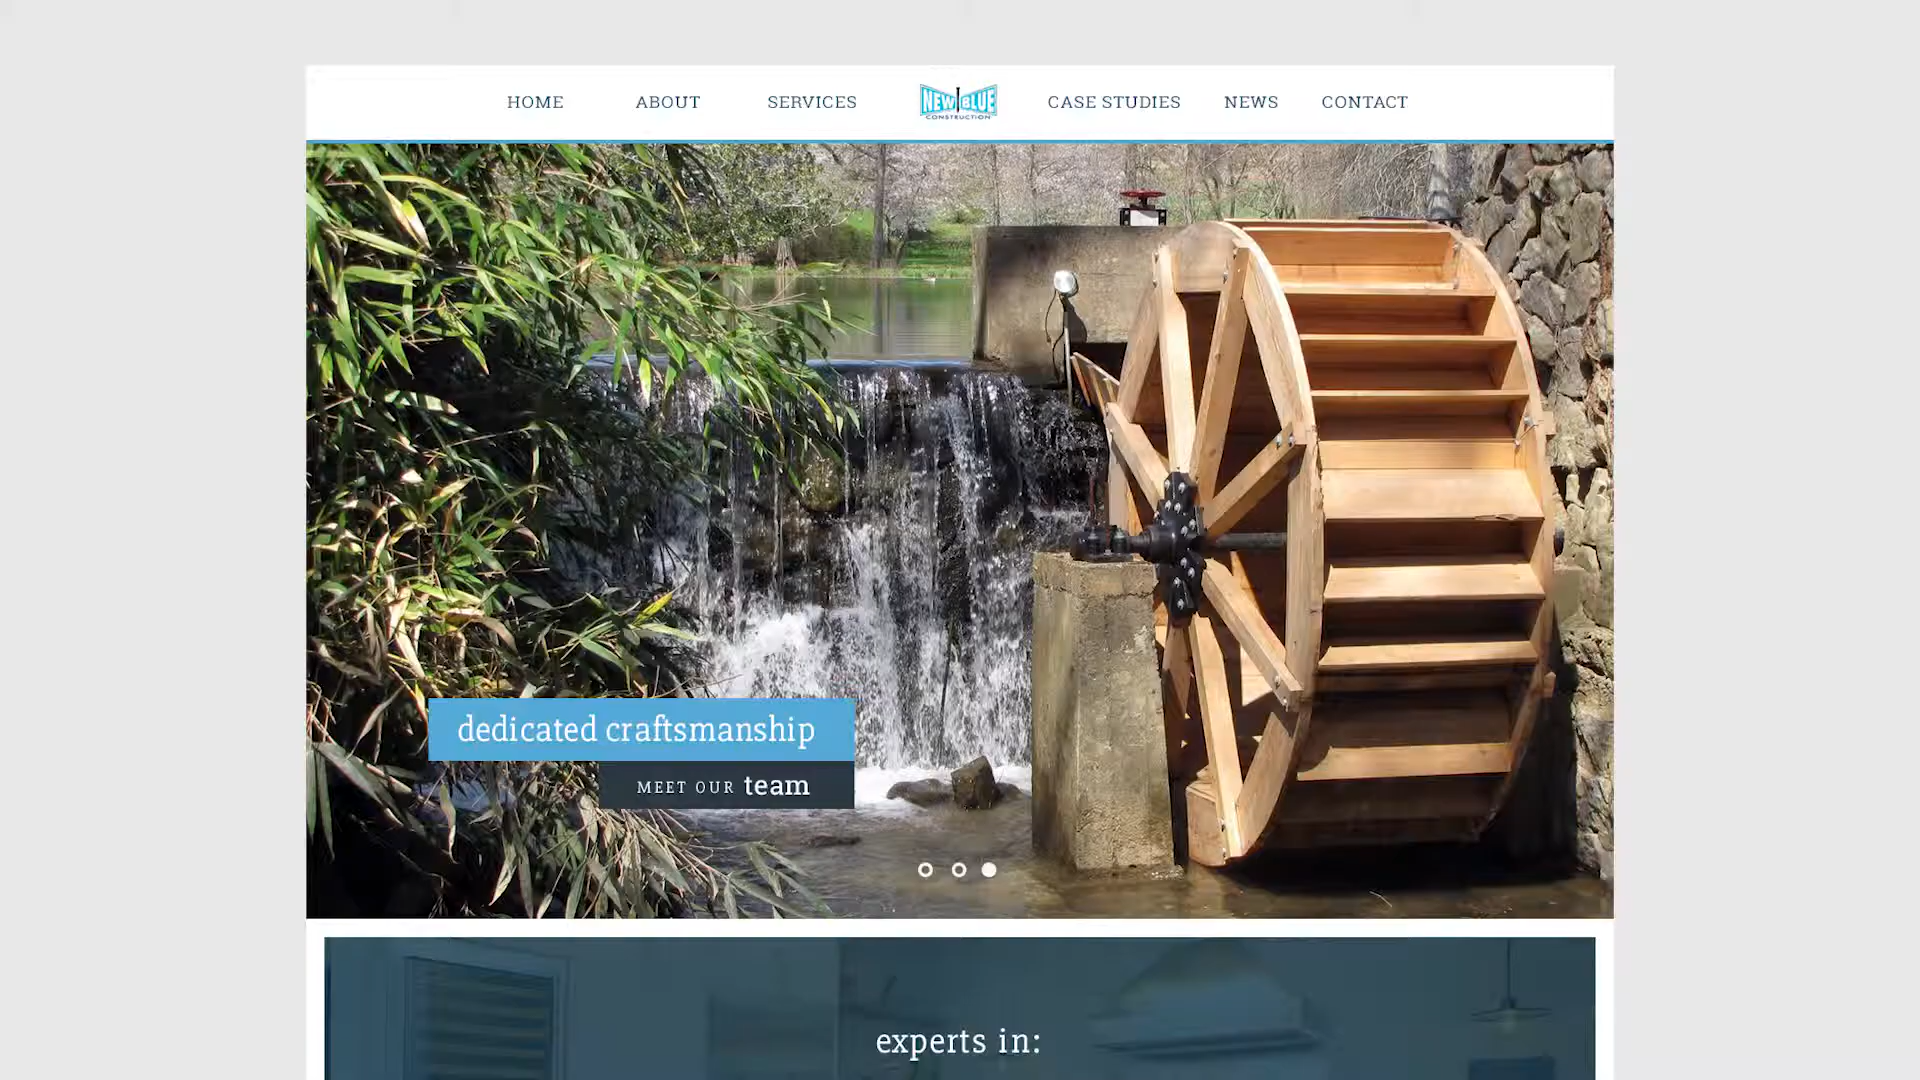 HOME ABOUT SERVICES NEW BLUE CONSTRUCTION CASE STUDIES NEWS CONTACT
dedicated craftsmanship
MEET OUR team
experts in: